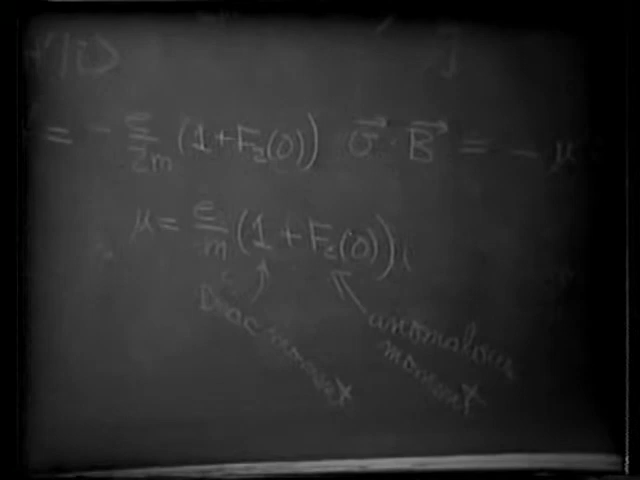 = - e/2m (1+F₂(0)) σ⃗ · B⃗ = - μ
μ = e/m (1 + F₂(0))
Dirac moment
anomalous
moment